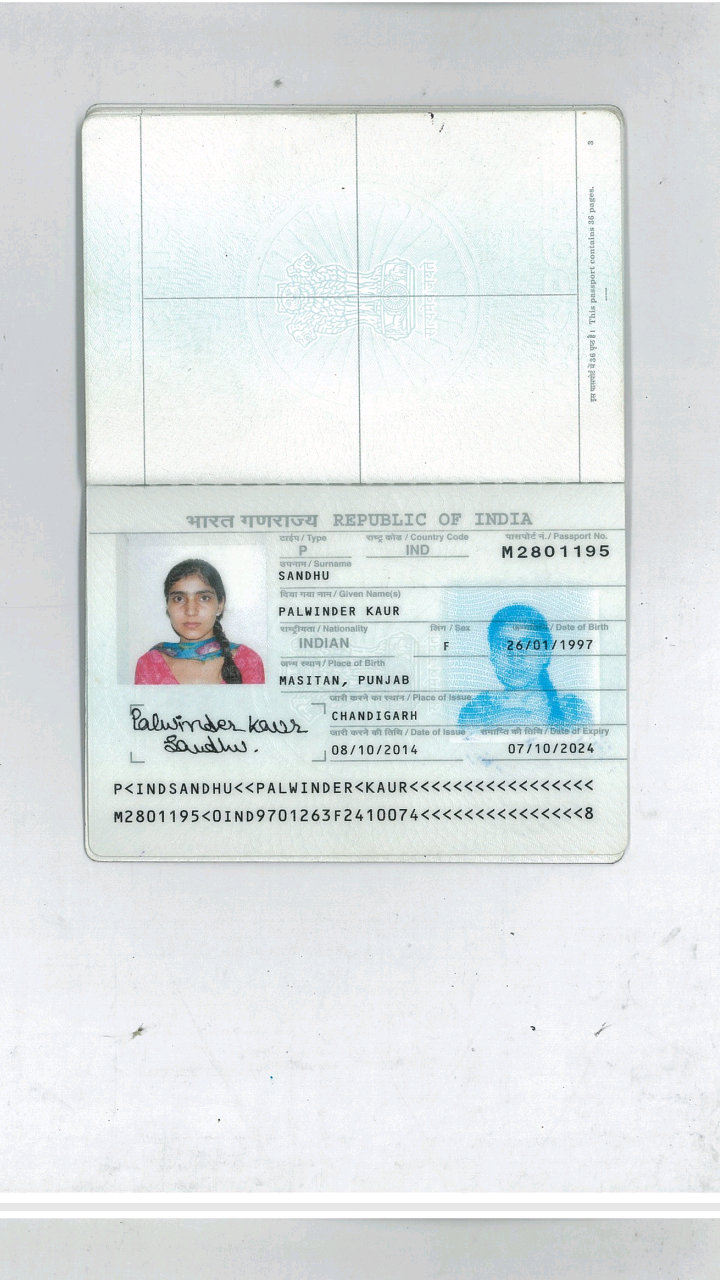 3
इस पासपोर्ट में 36 पृष्ठ है। This passport contains 36 pages.
सत्यमेव जयते
भारत गणराज्य REPUBLIC OF INDIA
टाईप / Type राष्ट्र कोड / Country Code पासपोर्ट नं. / Passport No.
P IND M2801195
उपनाम / Surname
SANDHU
दिया गया नाम / Given Name(s)
PALWINDER KAUR
राष्ट्रीयता / Nationality लिंग / Sex जन्मतिथि / Date of Birth
INDIAN F 26/01/1997
जन्म स्थान / Place of Birth
MASITAN, PUNJAB
जारी करने का स्थान / Place of Issue
CHANDIGARH
जारी करने की तिथि / Date of Issue समाप्ति की तिथि / Date of Expiry
08/10/2014 07/10/2024
Palwinder kaur
Sandhu.
P<INDSANDHU<<PALWINDER<KAUR<<<<<<<<<<<<<<<<<
M2801195<0IND9701263F2410074<<<<<<<<<<<<<<<8